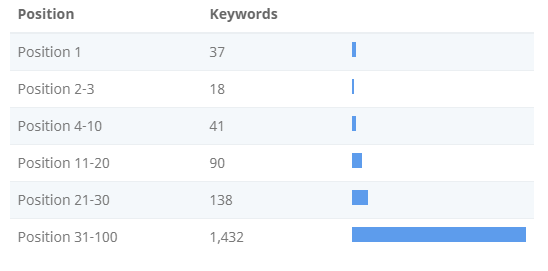 Position Keywords
Position 1 37
Position 2-3 18
Position 4-10 41
Position 11-20 90
Position 21-30 138
Position 31-100 1,432